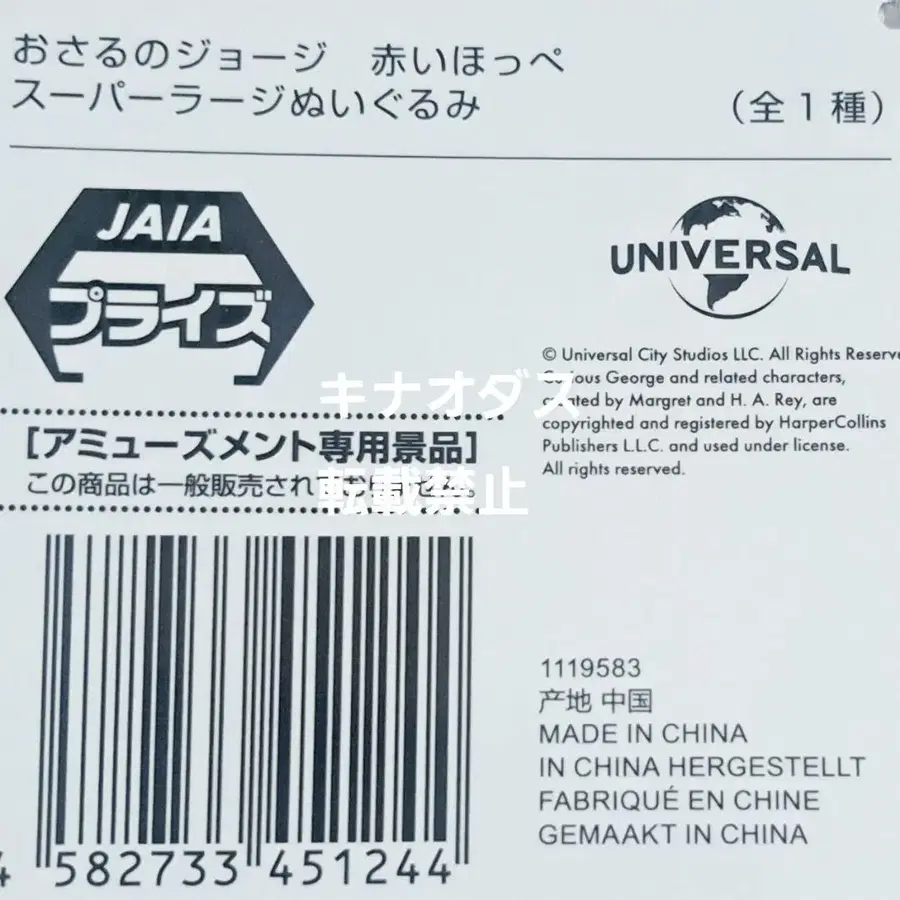 おさるのジョージ　赤いほっぺ
スーパーラージぬいぐるみ　（全1種）
JAIA
プライズ
UNIVERSAL
© Universal City Studios LLC. All Rights Reserve
Curious George and related characters,
created by Margret and H. A. Rey, are
copyrighted and registered by HarperCollins
Publishers L.L.C. and used under license.
All rights reserved.
キナオダス
転載禁止
[アミューズメント専用景品]
この商品は一般販売されておりません。
4 582733 451244
1119583
产地 中国
MADE IN CHINA
IN CHINA HERGESTELLT
FABRIQUÉ EN CHINE
GEMAAKT IN CHINA